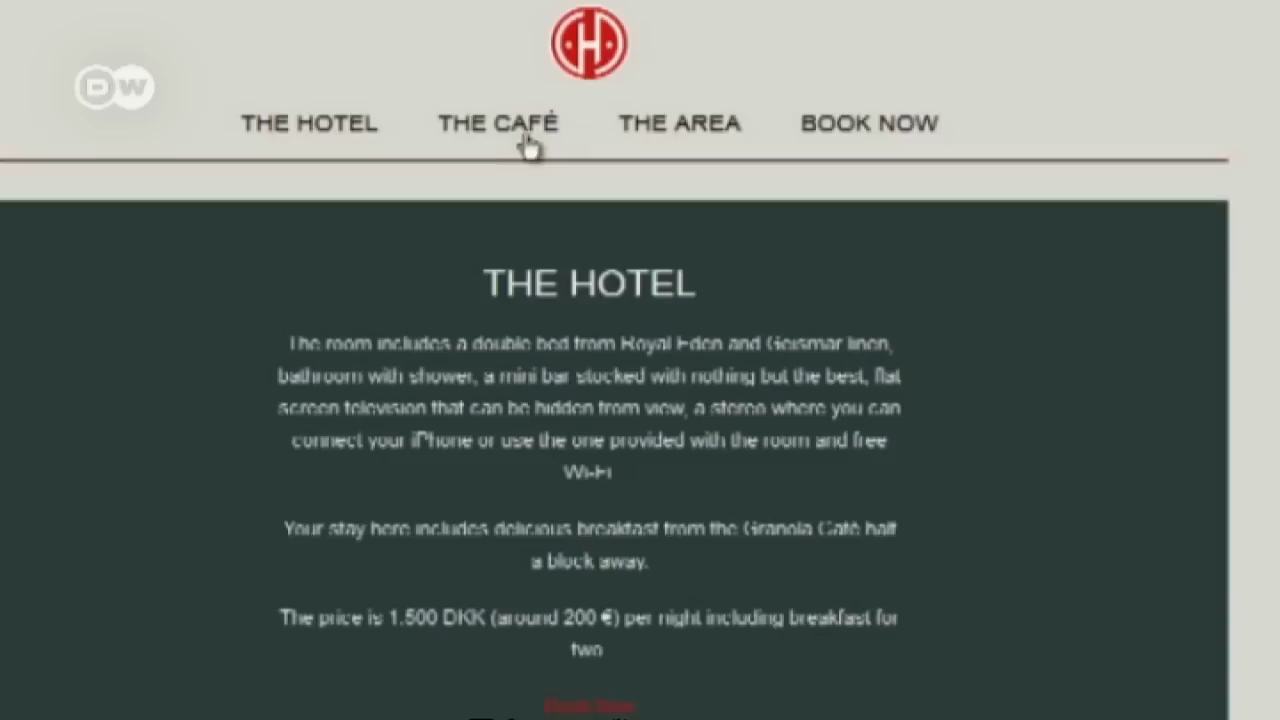 DW
H
THE HOTEL THE CAFÉ THE AREA BOOK NOW
THE HOTEL
The room includes a double bed from Royal Eden and Geismar linen,
bathroom with shower, a mini bar stocked with nothing but the best, flat
screen television that can be hidden from view, a stereo where you can
connect your iPhone or use the one provided with the room and free
Wi-Fi
Your stay here includes delicious breakfast from the Granola Café half
a block away.
The price is 1.500 DKK (around 200 €) per night including breakfast for
two
Book Now